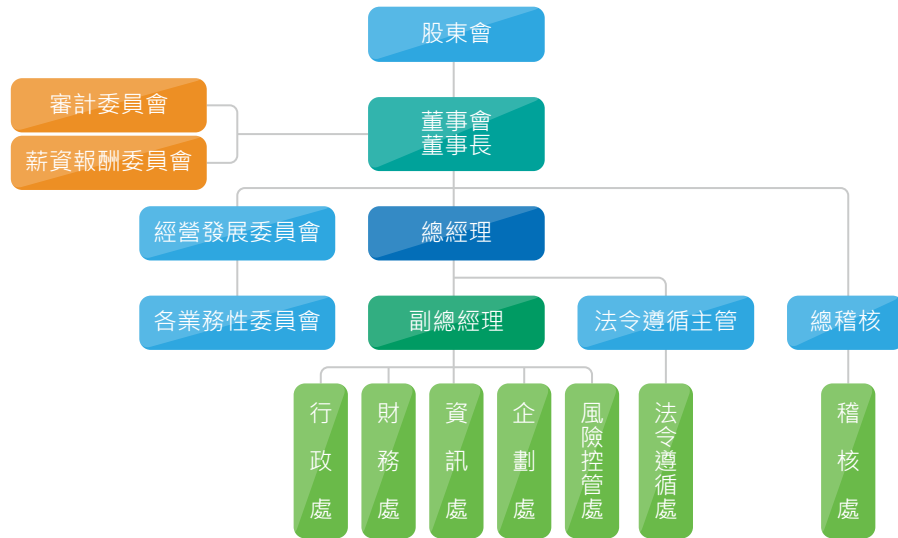 股東會
審計委員會
董事會
董事長
薪資報酬委員會
經營發展委員會
總經理
各業務性委員會
副總經理
法令遵循主管
總稽核
行政處
財務處
資訊處
企劃處
風險控管處
法令遵循處
稽核處